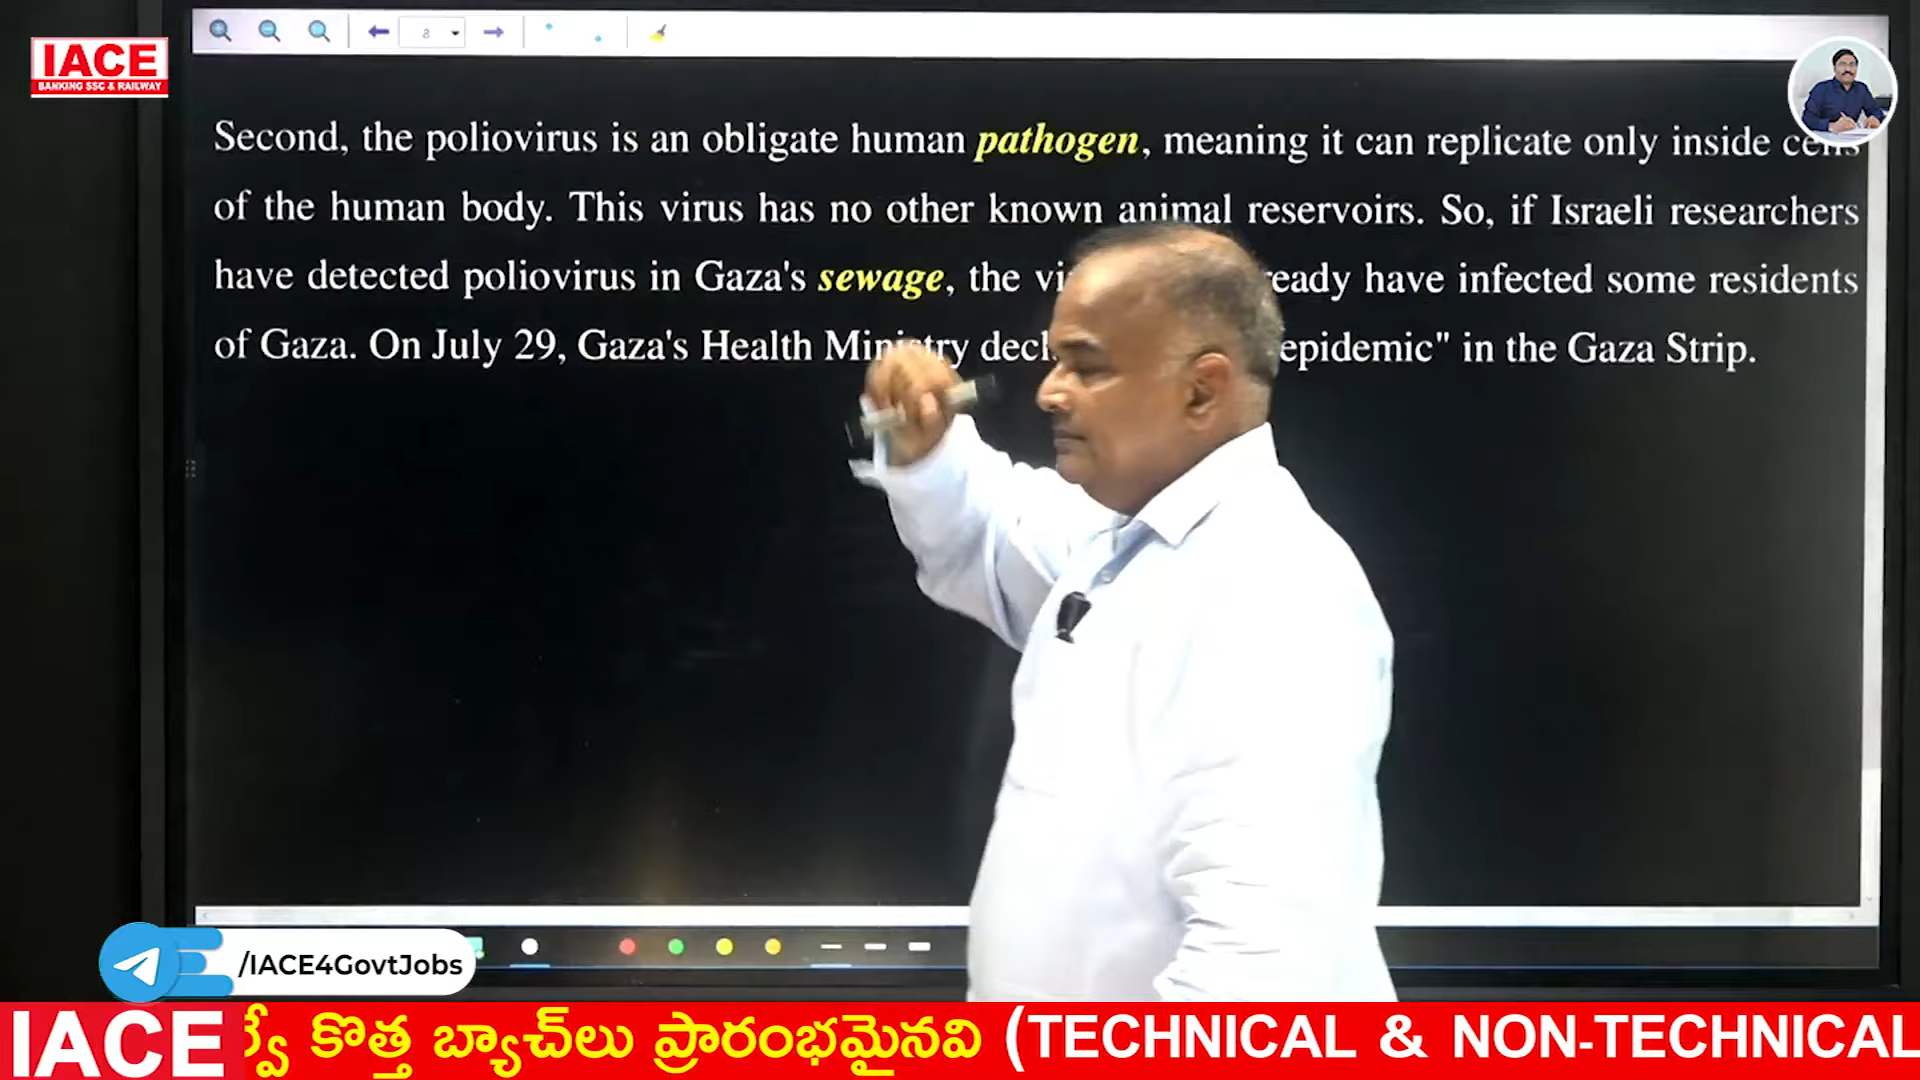 IACE
BANKING SSC & RAILWAY
8
Second, the poliovirus is an obligate human pathogen, meaning it can replicate only inside cells
of the human body. This virus has no other known animal reservoirs. So, if Israeli researchers
have detected poliovirus in Gaza's sewage, the have infected some residents
of Gaza. On July 29, Gaza's Health Ministry epidemic" in the Gaza Strip.
/IACE4GovtJobs
IACE కొత్త బ్యాచ్‌లు ప్రారంభమైనవి (TECHNICAL & NON-TECHNICAL